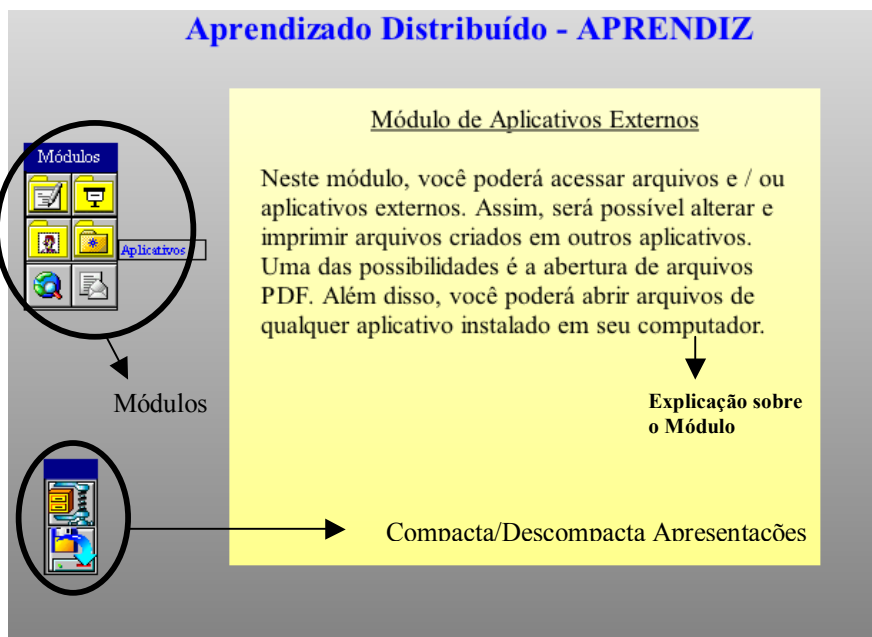 Aprendizado Distribuído - APRENDIZ
Módulo de Aplicativos Externos
Neste módulo, você poderá acessar arquivos e / ou
aplicativos externos. Assim, será possível alterar e
imprimir arquivos criados em outros aplicativos.
Uma das possibilidades é a abertura de arquivos
PDF. Além disso, você poderá abrir arquivos de
qualquer aplicativo instalado em seu computador.
Módulos
Aplicativos
Módulos
Explicação sobre
o Módulo
Compacta/Descompacta Apresentações